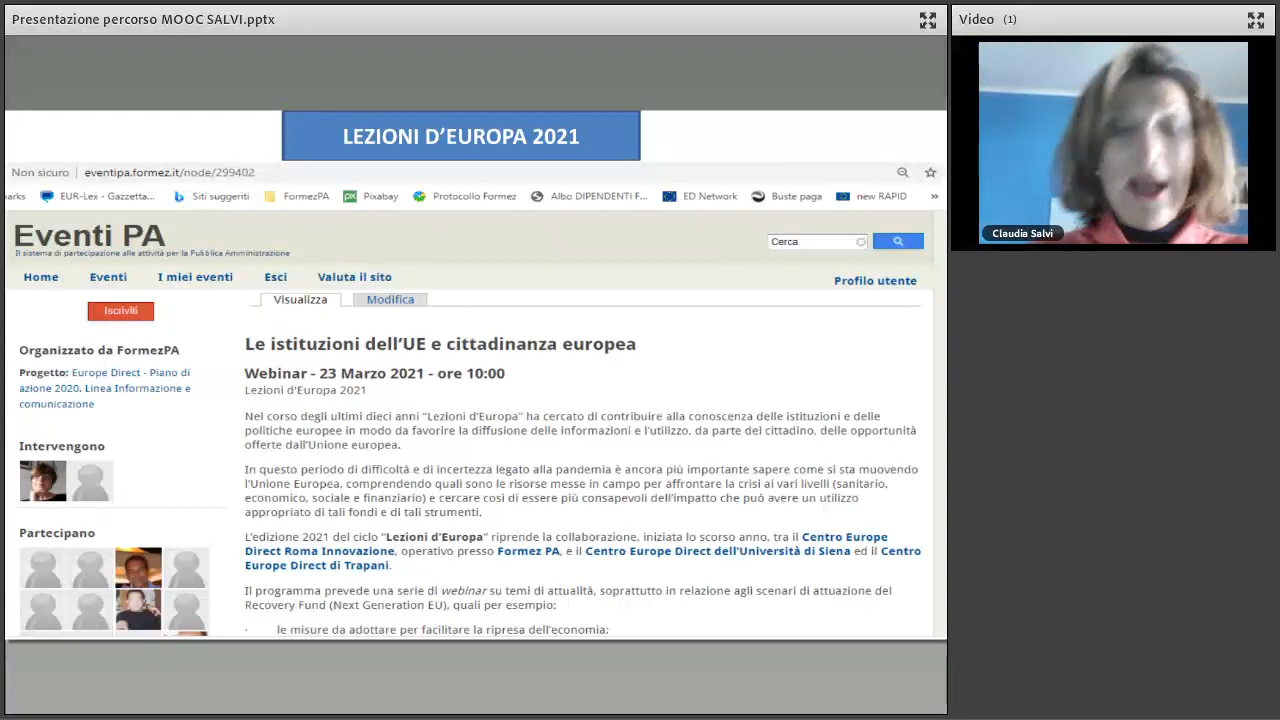 Presentazione percorso MOOC SALVI.pptx
Video (1)
LEZIONI D'EUROPA 2021
Non sicuro | eventipa.formez.it/node/299402
arks EUR-Lex - Gazzetta... Siti suggeriti FormezPA Pixabay Protocollo Formez Albo DIPENDENTI F... ED Network Buste paga new RAPID »
Eventi PA
Il sistema di partecipazione alle attività per la Pubblica Amministrazione
Cerca
Home Eventi I miei eventi Esci Valuta il sito
Profilo utente
Visualizza Modifica
Iscriviti
Organizzato da FormezPA
Progetto: Europe Direct - Piano di
azione 2020. Linea Informazione e
comunicazione
Intervengono
Partecipano
Le istituzioni dell'UE e cittadinanza europea
Webinar - 23 Marzo 2021 - ore 10:00
Lezioni d'Europa 2021
Nel corso degli ultimi dieci anni "Lezioni d'Europa" ha cercato di contribuire alla conoscenza delle istituzioni e delle
politiche europee in modo da favorire la diffusione delle informazioni e l'utilizzo, da parte del cittadino, delle opportunità
offerte dall'Unione europea.
In questo periodo di difficoltà e di incertezza legato alla pandemia è ancora più importante sapere come si sta muovendo
l'Unione Europea, comprendendo quali sono le risorse messe in campo per affrontare la crisi ai vari livelli (sanitario,
economico, sociale e finanziario) e cercare cosi di essere più consapevoli dell'impatto che può avere un utilizzo
appropriato di tali fondi e di tali strumenti.
L'edizione 2021 del ciclo "Lezioni d'Europa" riprende la collaborazione, iniziata lo scorso anno, tra il Centro Europe
Direct Roma Innovazione, operativo presso Formez PA, e il Centro Europe Direct dell'Università di Siena ed il Centro
Europe Direct di Trapani.
Il programma prevede una serie di webinar su temi di attualità, soprattutto in relazione agli scenari di attuazione del
Recovery Fund (Next Generation EU), quali per esempio:
· le misure da adottare per facilitare la ripresa dell'economia;
Claudia Salvi